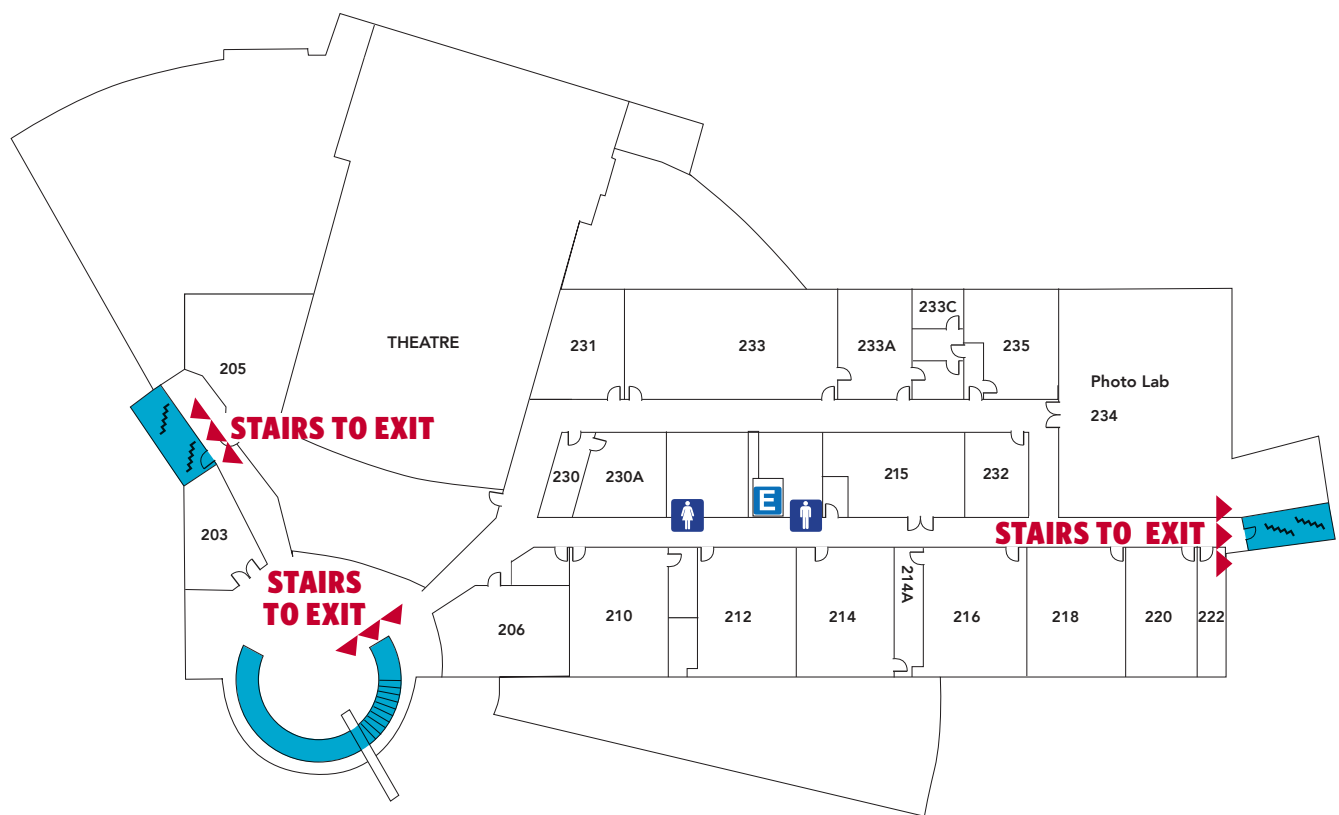 233C
THEATRE
231
233
233A
235
205
Photo Lab
234
STAIRS TO EXIT
230
230A
215
232
E
203
STAIRS TO EXIT
STAIRS
TO EXIT
214A
206
210
212
214
216
218
220
222